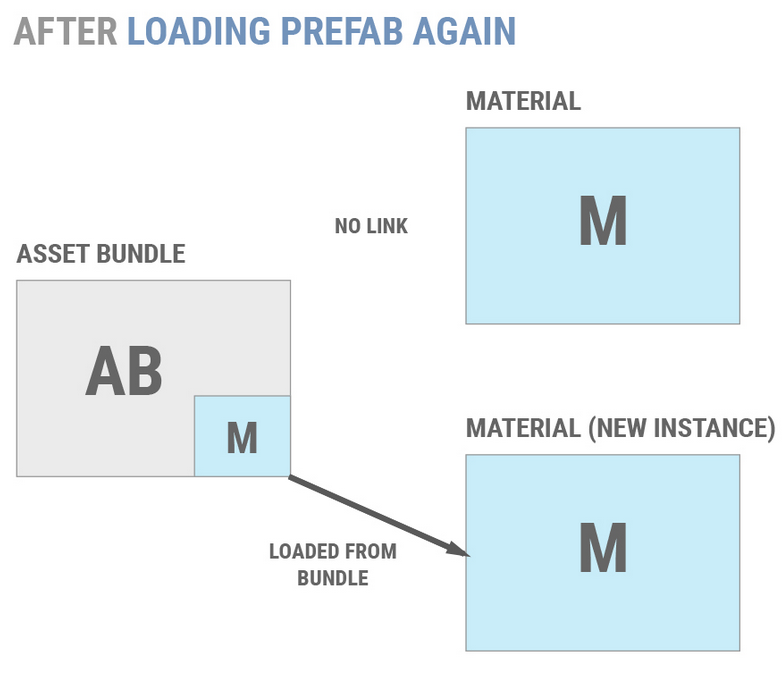 AFTER LOADING PREFAB AGAIN
MATERIAL
M
NO LINK
ASSET BUNDLE
AB
M
MATERIAL (NEW INSTANCE)
M
LOADED FROM
BUNDLE